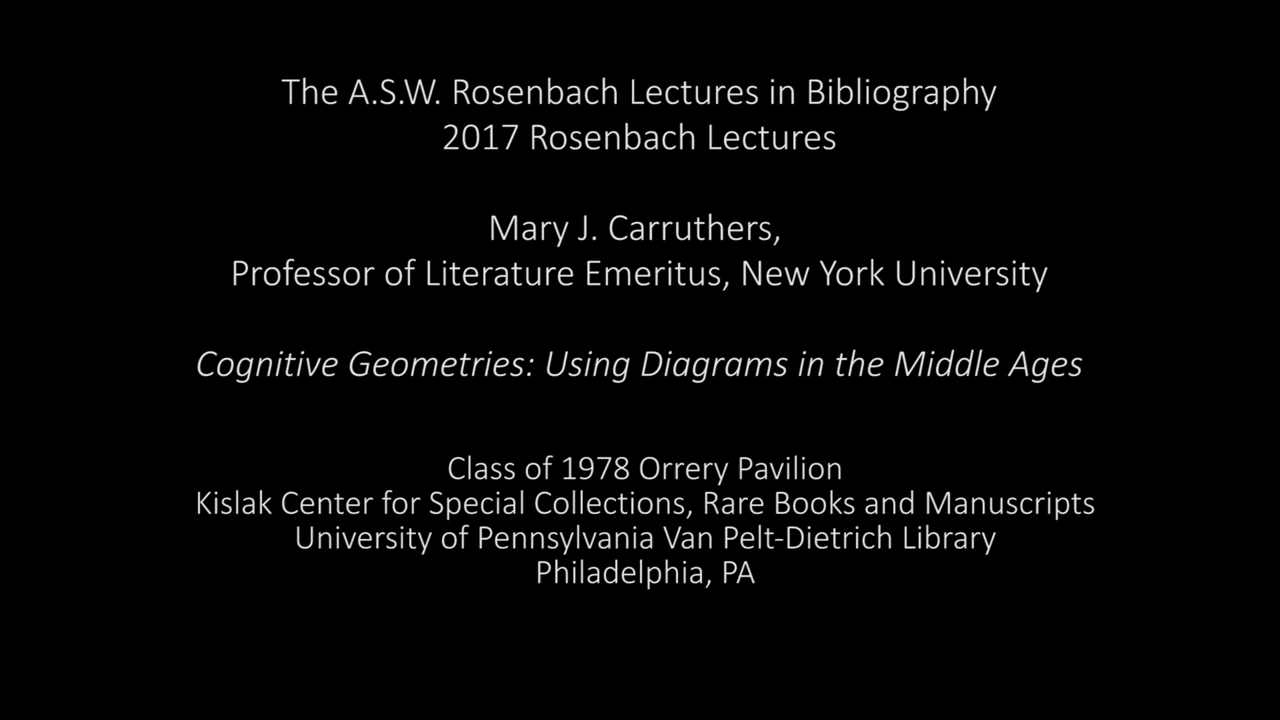 The A.S.W. Rosenbach Lectures in Bibliography
2017 Rosenbach Lectures
Mary J. Carruthers,
Professor of Literature Emeritus, New York University
Cognitive Geometries: Using Diagrams in the Middle Ages
Class of 1978 Orrery Pavilion
Kislak Center for Special Collections, Rare Books and Manuscripts
University of Pennsylvania Van Pelt-Dietrich Library
Philadelphia, PA